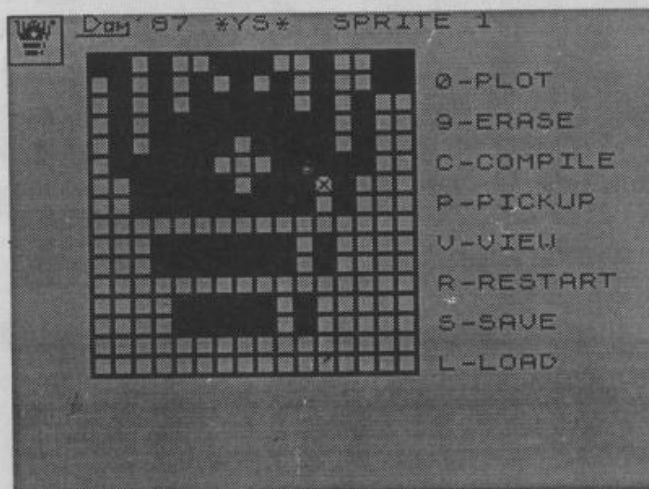 Dom '87 *YS* SPRITE 1
0-PLOT
9-ERASE
C-COMPILE
P-PICKUP
V-VIEW
R-RESTART
S-SAVE
L-LOAD